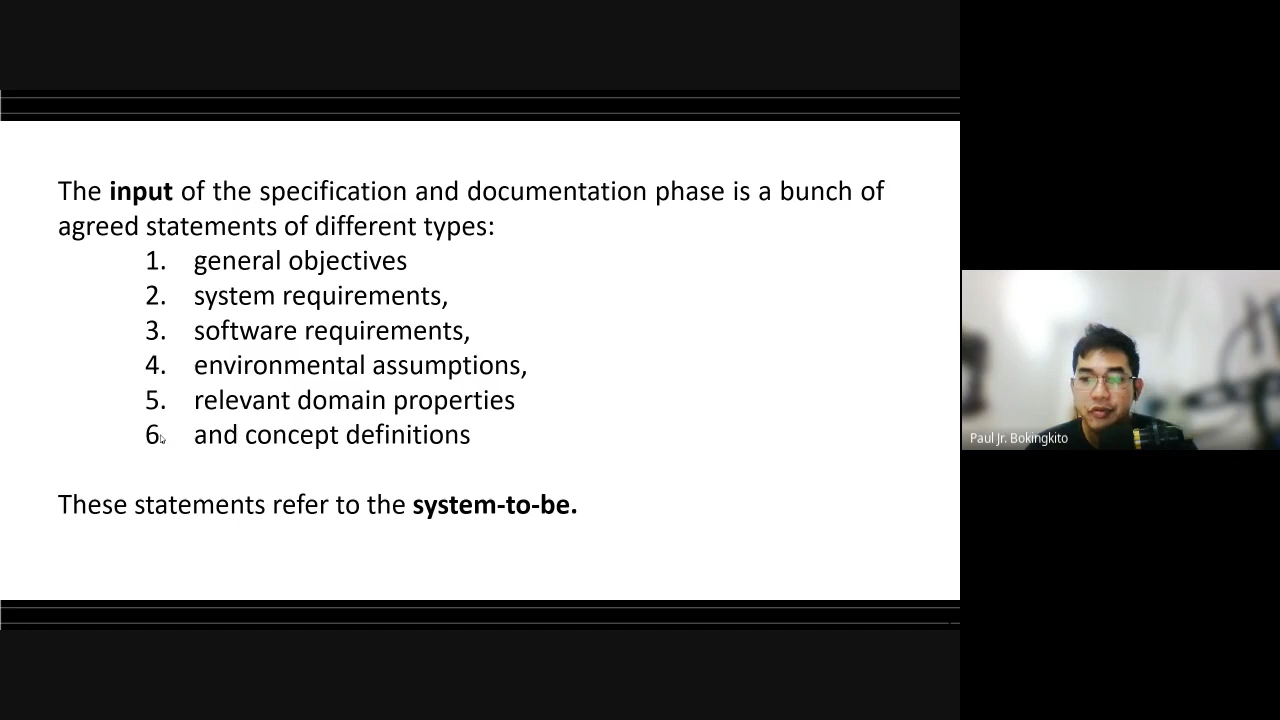 The input of the specification and documentation phase is a bunch of
agreed statements of different types:
1. general objectives
2. system requirements,
3. software requirements,
4. environmental assumptions,
5. relevant domain properties
6. and concept definitions
These statements refer to the system-to-be.
Paul Jr. Bokingkito